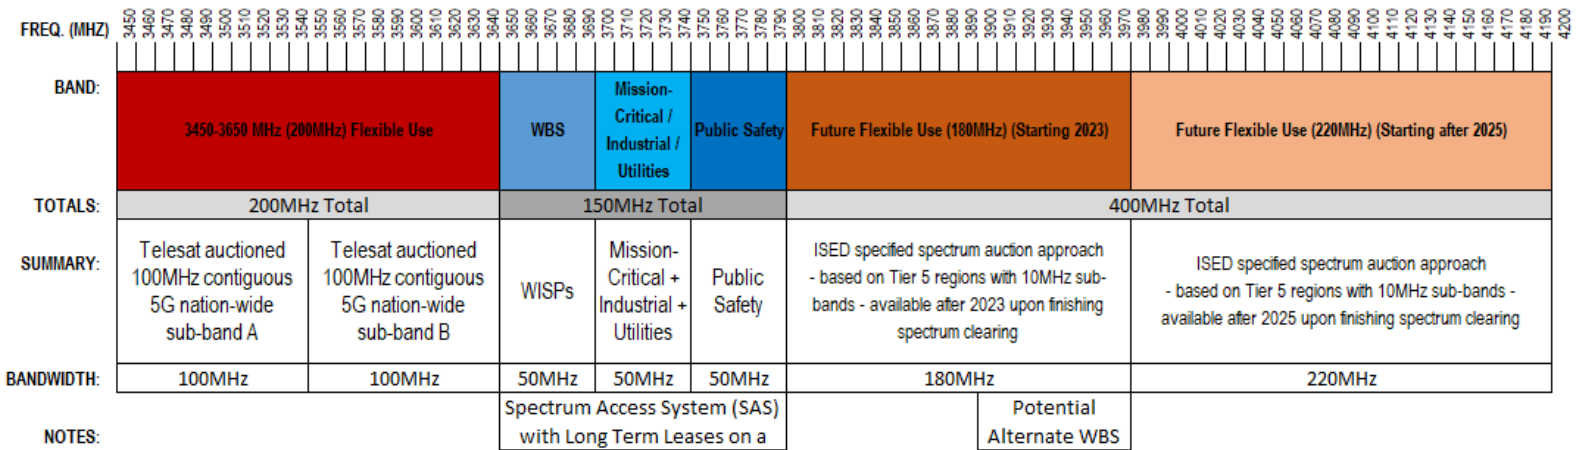 FREQ. (MHZ) 3450 3460 3470 3480 3490 3500 3510 3520 3530 3540 3550 3560 3570 3580 3590 3600 3610 3620 3630 3640 3650 3660 3670 3680 3690 3700 3710 3720 3730 3740 3750 3760 3770 3780 3790 3800 3810 3820 3830 3840 3850 3860 3870 3880 3890 3900 3910 3920 3930 3940 3950 3960 3970 3980 3990 4000 4010 4020 4030 4040 4050 4060 4070 4080 4090 4100 4110 4120 4130 4140 4150 4160 4170 4180 4190 4200
BAND:
3450-3650 MHz (200MHz) Flexible Use
WBS
Mission-
Critical /
Industrial /
Utilities
Public Safety
Future Flexible Use (180MHz) (Starting 2023)
Future Flexible Use (220MHz) (Starting after 2025)
TOTALS:
200MHz Total
150MHz Total
400MHz Total
SUMMARY:
Telesat auctioned
100MHz contiguous
5G nation-wide
sub-band A
Telesat auctioned
100MHz contiguous
5G nation-wide
sub-band B
WISPs
Mission-
Critical +
Industrial +
Utilities
Public
Safety
ISED specified spectrum auction approach
- based on Tier 5 regions with 10MHz sub-
bands - available after 2023 upon finishing
spectrum clearing
ISED specified spectrum auction approach
- based on Tier 5 regions with 10MHz sub-bands -
available after 2025 upon finishing spectrum clearing
BANDWIDTH:
100MHz
100MHz
50MHz
50MHz
50MHz
180MHz
220MHz
NOTES:
Spectrum Access System (SAS)
with Long Term Leases on a
Potential
Alternate WBS